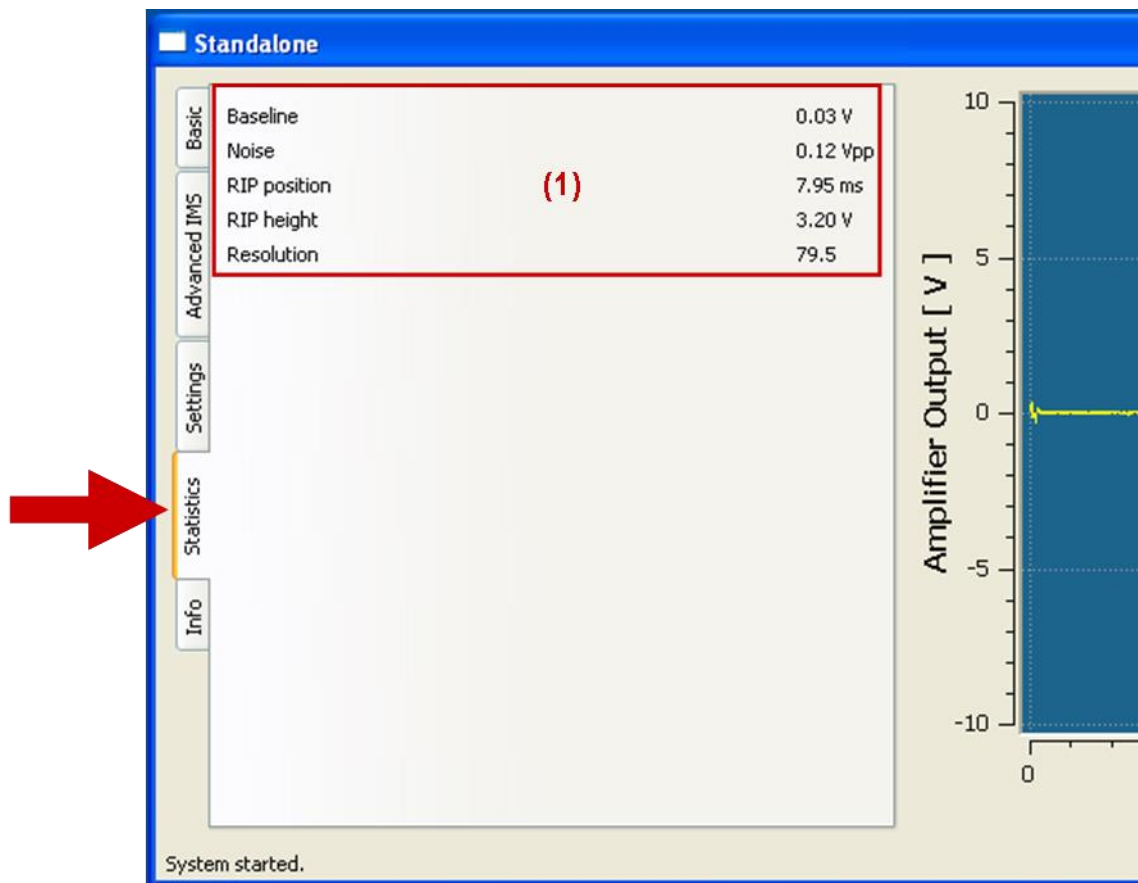 Standalone
Basic
Advanced IMS
Settings
Statistics
Info
Baseline 0.03 V
Noise 0.12 Vpp
RIP position 7.95 ms
RIP height 3.20 V
Resolution 79.5
(1)
Amplifier Output [ V ]
10
5
0
-5
-10
0
System started.